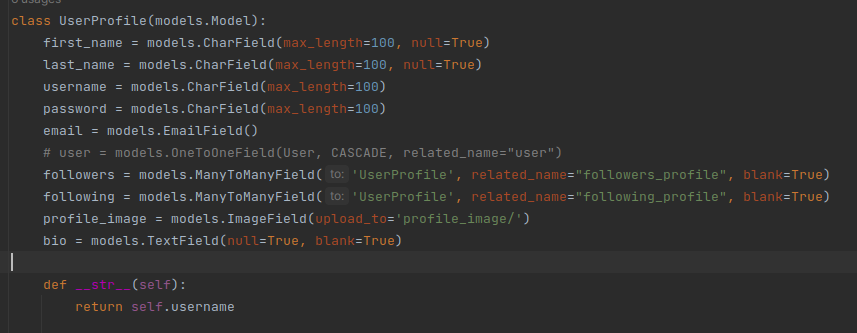 class UserProfile(models.Model):
    first_name = models.CharField(max_length=100, null=True)
    last_name = models.CharField(max_length=100, null=True)
    username = models.CharField(max_length=100)
    password = models.CharField(max_length=100)
    email = models.EmailField()
    # user = models.OneToOneField(User, CASCADE, related_name="user")
    followers = models.ManyToManyField( to: 'UserProfile', related_name="followers_profile", blank=True)
    following = models.ManyToManyField( to: 'UserProfile', related_name="following_profile", blank=True)
    profile_image = models.ImageField(upload_to='profile_image/')
    bio = models.TextField(null=True, blank=True)
    def __str__(self):
        return self.username